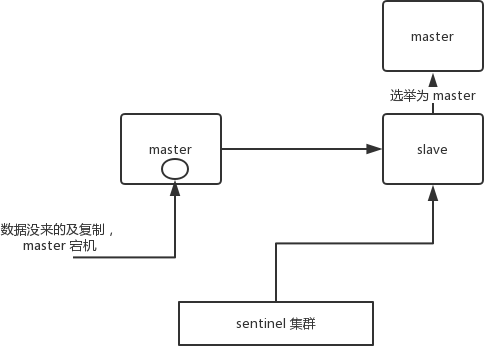 master
选举为 master
master
slave
数据没来的及复制，
master 宕机
sentinel 集群